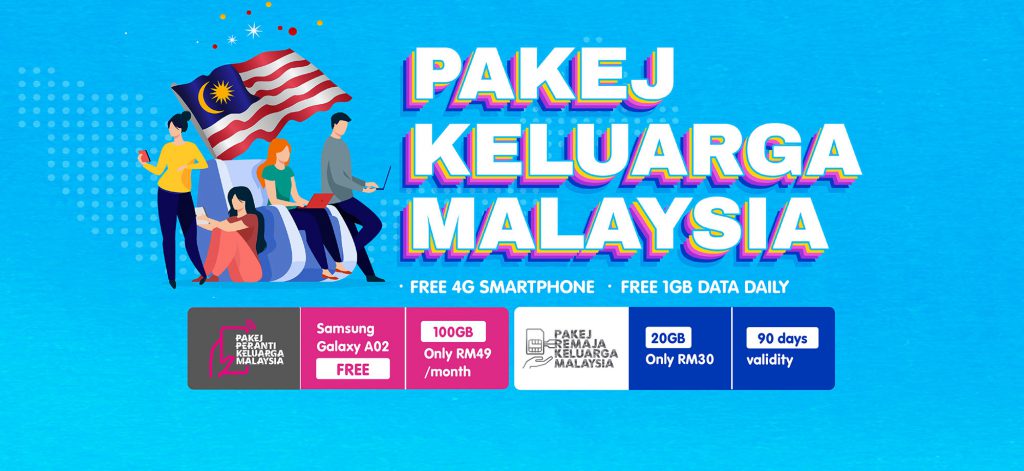 PAKEJ
KELUARGA
MALAYSIA
· FREE 4G SMARTPHONE · FREE 1GB DATA DAILY
PAKEJ
PERANTI
KELUARGA
MALAYSIA
Samsung
Galaxy A02
FREE
100GB
Only RM49
/month
PAKEJ
REMAJA
KELUARGA
MALAYSIA
20GB
Only RM30
90 days
validity